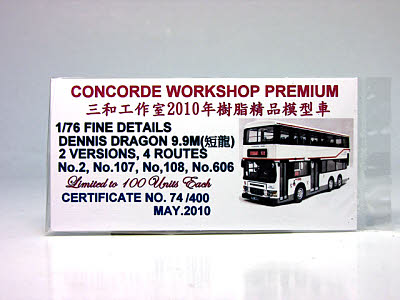 CONCORDE WORKSHOP PREMIUM
三和工作室2010年樹脂精品模型車
1/76 FINE DETAILS
DENNIS DRAGON 9.9M(短龍)
2 VERSIONS, 4 ROUTES
No.2, No.107, No,108, No.606
Limited to 100 Units Each
CERTIFICATE NO. 74/400
MAY.2010